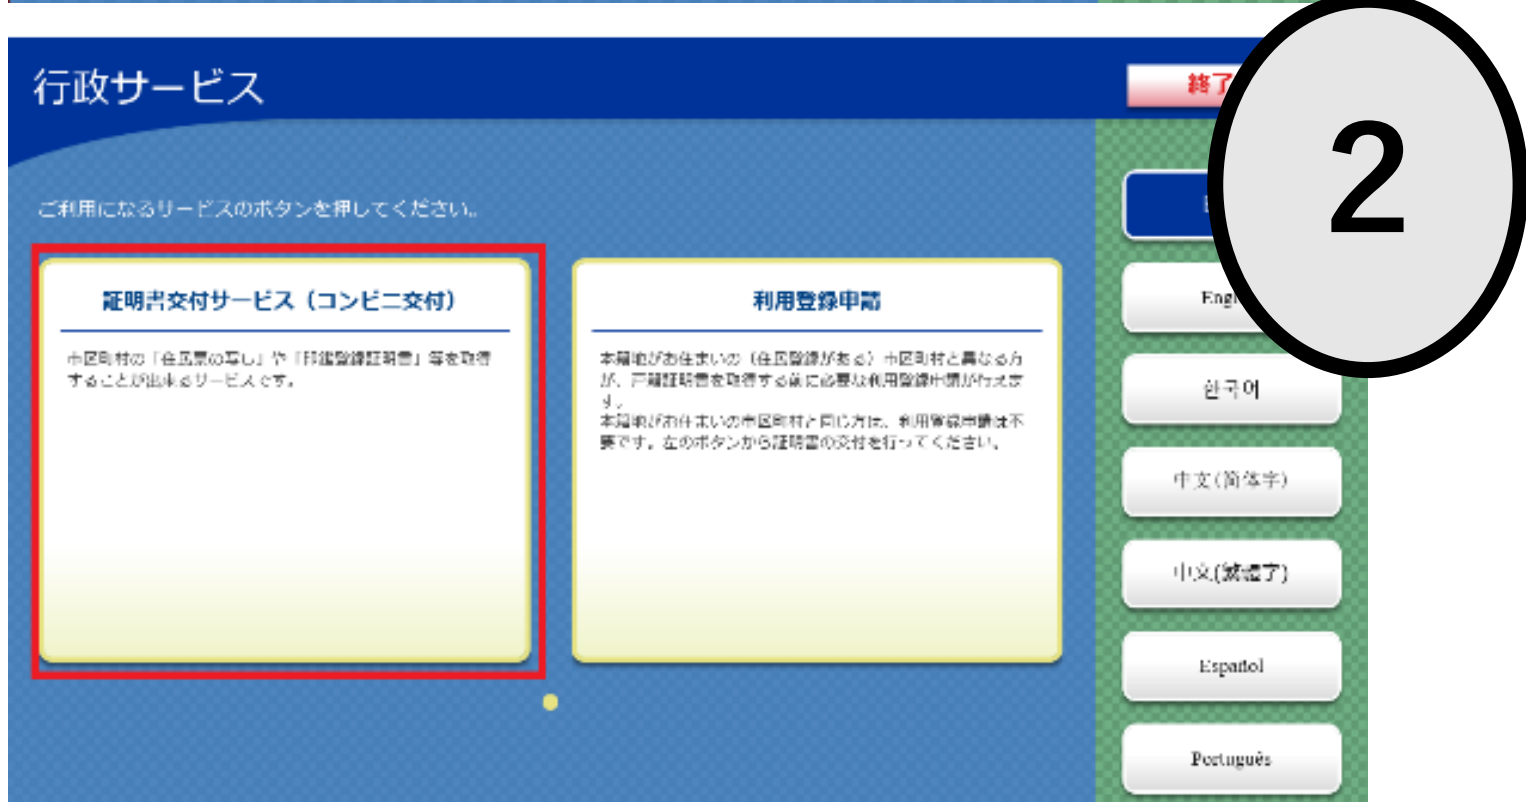 行政サービス
終了
2
ご利用になるサービスのボタンを押してください。
証明書交付サービス（コンビニ交付）
市区町村の「住民票の写し」や「印鑑登録証明書」等を取得
することが出来るサービスです。
利用登録申請
本籍地がお住まいの（住民登録がある）市区町村と異なる方
が、戸籍証明書を取得する前に必要な利用登録申請が行えま
す。
本籍地がお住まいの市区町村と同じ方は、利用登録申請は不
要です。左のボタンから証明書の交付を行ってください。
Engl
한국어
中文(简体字)
中文(繁體字)
Español
Português